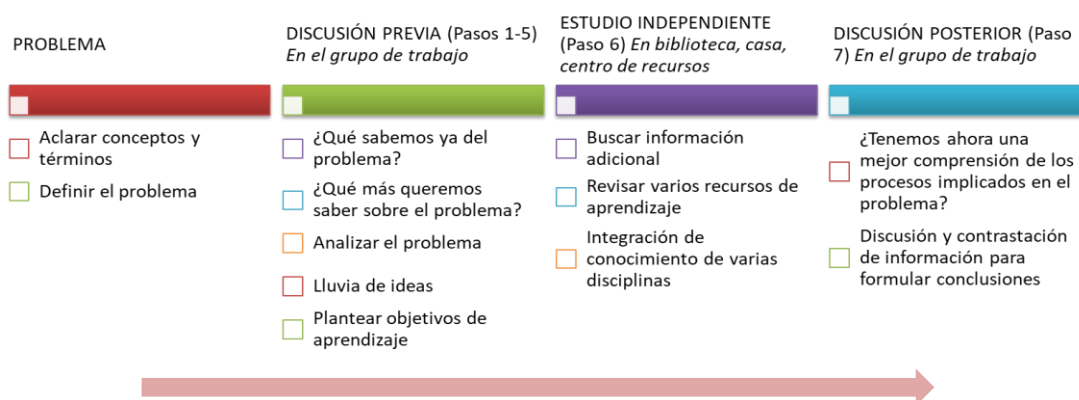 PROBLEMA
Aclarar conceptos y
términos
Definir el problema
DISCUSIÓN PREVIA (Pasos 1-5)
En el grupo de trabajo
¿Qué sabemos ya del
problema?
¿Qué más queremos
saber sobre el problema?
Analizar el problema
Lluvia de ideas
Plantear objetivos de
aprendizaje
ESTUDIO INDEPENDIENTE
(Paso 6) En biblioteca, casa,
centro de recursos
Buscar información
adicional
Revisar varios recursos de
aprendizaje
Integración de
conocimiento de varias
disciplinas
DISCUSIÓN POSTERIOR (Paso
7) En el grupo de trabajo
¿Tenemos ahora una
mejor comprensión de los
procesos implicados en el
problema?
Discusión y contrastación
de información para
formular conclusiones